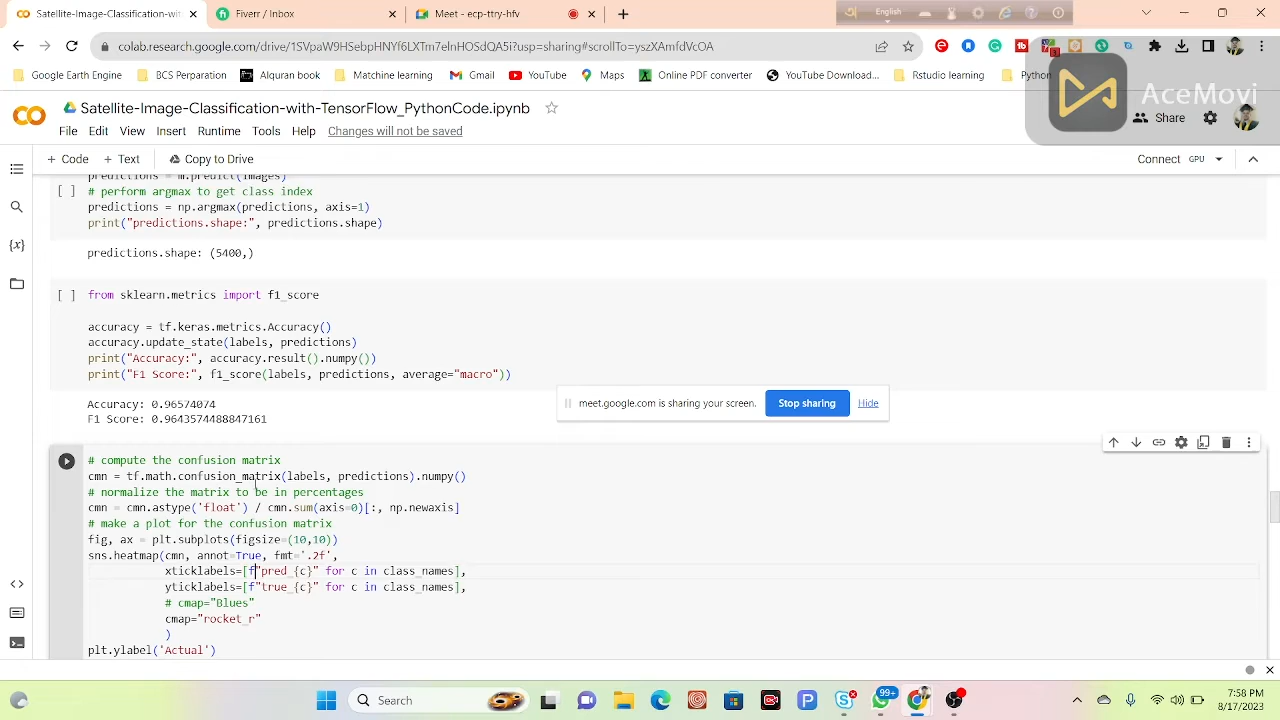 Satellite-Image-Classification-wit
Fiverr / Inbox
Meet - ecp-ttry-hfv
English
colab.research.google.com/
?usp=sharing#scrollTo=yszXAmfdVcOA
Google Earth Engine
BCS Perpantion
Alquran book
Matchine learning
Gmail
YouTube
Maps
Online PDF converter
YouTube Download...
Rstudio learning
Python
AceMovi
Satellite-Image-Classification-with-TensorFlow_PythonCode.ipynb
Share
File Edit View Insert Runtime Tools Help Changes will not be saved
+ Code + Text Copy to Drive
Connect GPU
predictions = m.predict(images)
[ ] # perform argmax to get class index
predictions = np.argmax(predictions, axis=1)
print("predictions.shape:", predictions.shape)
predictions.shape: (5400,)
[ ] from sklearn.metrics import f1_score
accuracy = tf.keras.metrics.Accuracy()
accuracy.update_state(labels, predictions)
print("Accuracy:", accuracy.result().numpy())
print("F1 Score:", f1_score(labels, predictions, average="macro"))
Accuracy: 0.96574074
F1 Score: 0.9643574488847161
meet.google.com is sharing your screen. Stop sharing Hide
# compute the confusion matrix
cmn = tf.math.confusion_matrix(labels, predictions).numpy()
# normalize the matrix to be in percentages
cmn = cmn.astype('float') / cmn.sum(axis=0)[:, np.newaxis]
# make a plot for the confusion matrix
fig, ax = plt.subplots(figsize=(10,10))
sns.heatmap(cmn, annot=True, fmt='.2f',
xticklabels=[f"pred_{c}" for c in class_names],
yticklabels=[f"true_{c}" for c in class_names],
# cmap="Blues"
cmap="rocket_r"
)
plt.ylabel('Actual')
Search
99+
7:58 PM
8/17/2023